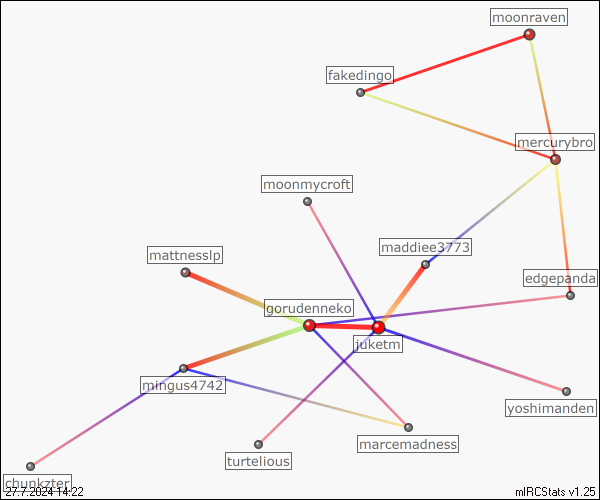 moonraven
fakedingo
mercurybro
moonmycroft
maddiee3773
mattnesslp
edgepanda
gorudenneko
juketm
mingus4742
yoshimanden
marcemadness
turtelious
chunkzter
27.7.2024 14:22
mIRCStats v1.25